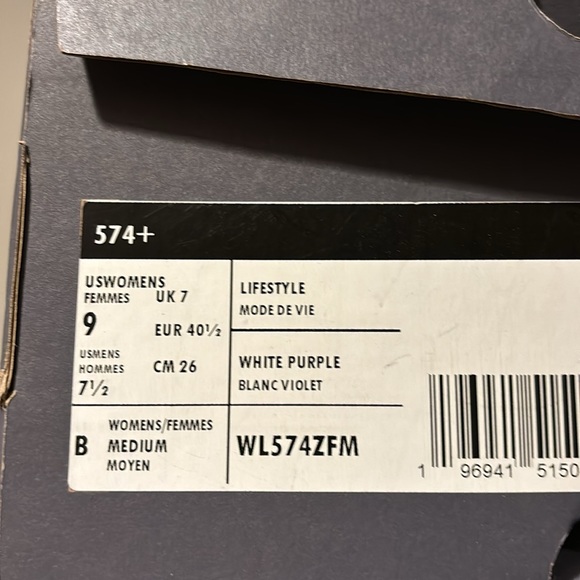 574+
USWOMENS
FEMMES UK 7
9 EUR 40½
USMENS
HOMMES CM 26
7½
LIFESTYLE
MODE DE VIE
WHITE PURPLE
BLANC VIOLET
B WOMENS/FEMMES
MEDIUM
MOYEN
WL574ZFM
1 96941 5150